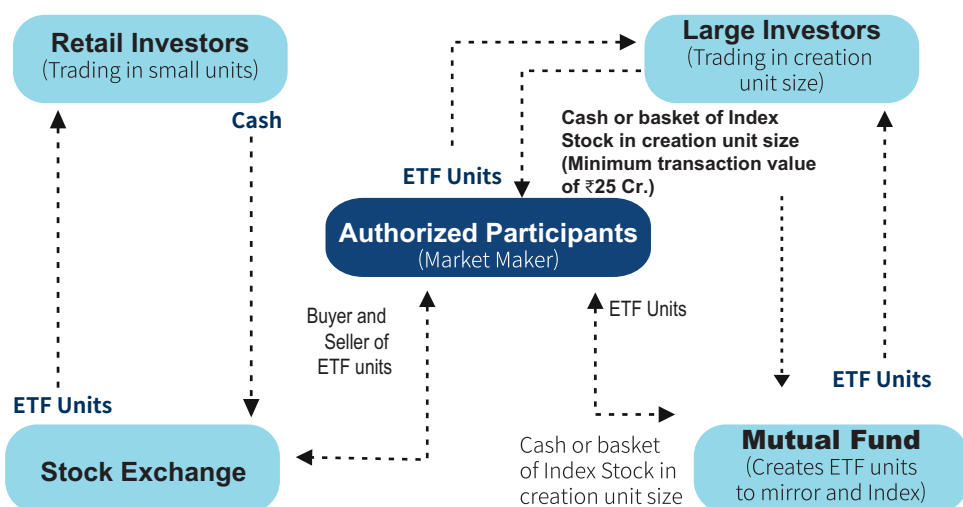 Retail Investors
(Trading in small units)
Large Investors
(Trading in creation
unit size)
Cash
Cash or basket of Index
Stock in creation unit size
(Minimum transaction value
of ₹25 Cr.)
ETF Units
Authorized Participants
(Market Maker)
Buyer and
Seller of
ETF units
ETF Units
ETF Units
ETF Units
Stock Exchange
Cash or basket
of Index Stock in
creation unit size
Mutual Fund
(Creates ETF units
to mirror and Index)